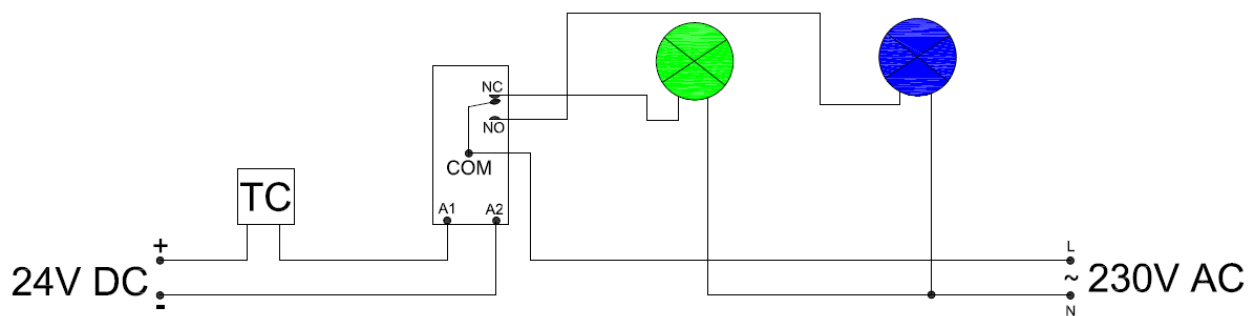 NC
NO
COM
TC
A1 A2
+
24V DC
-
L
~ 230V AC
N